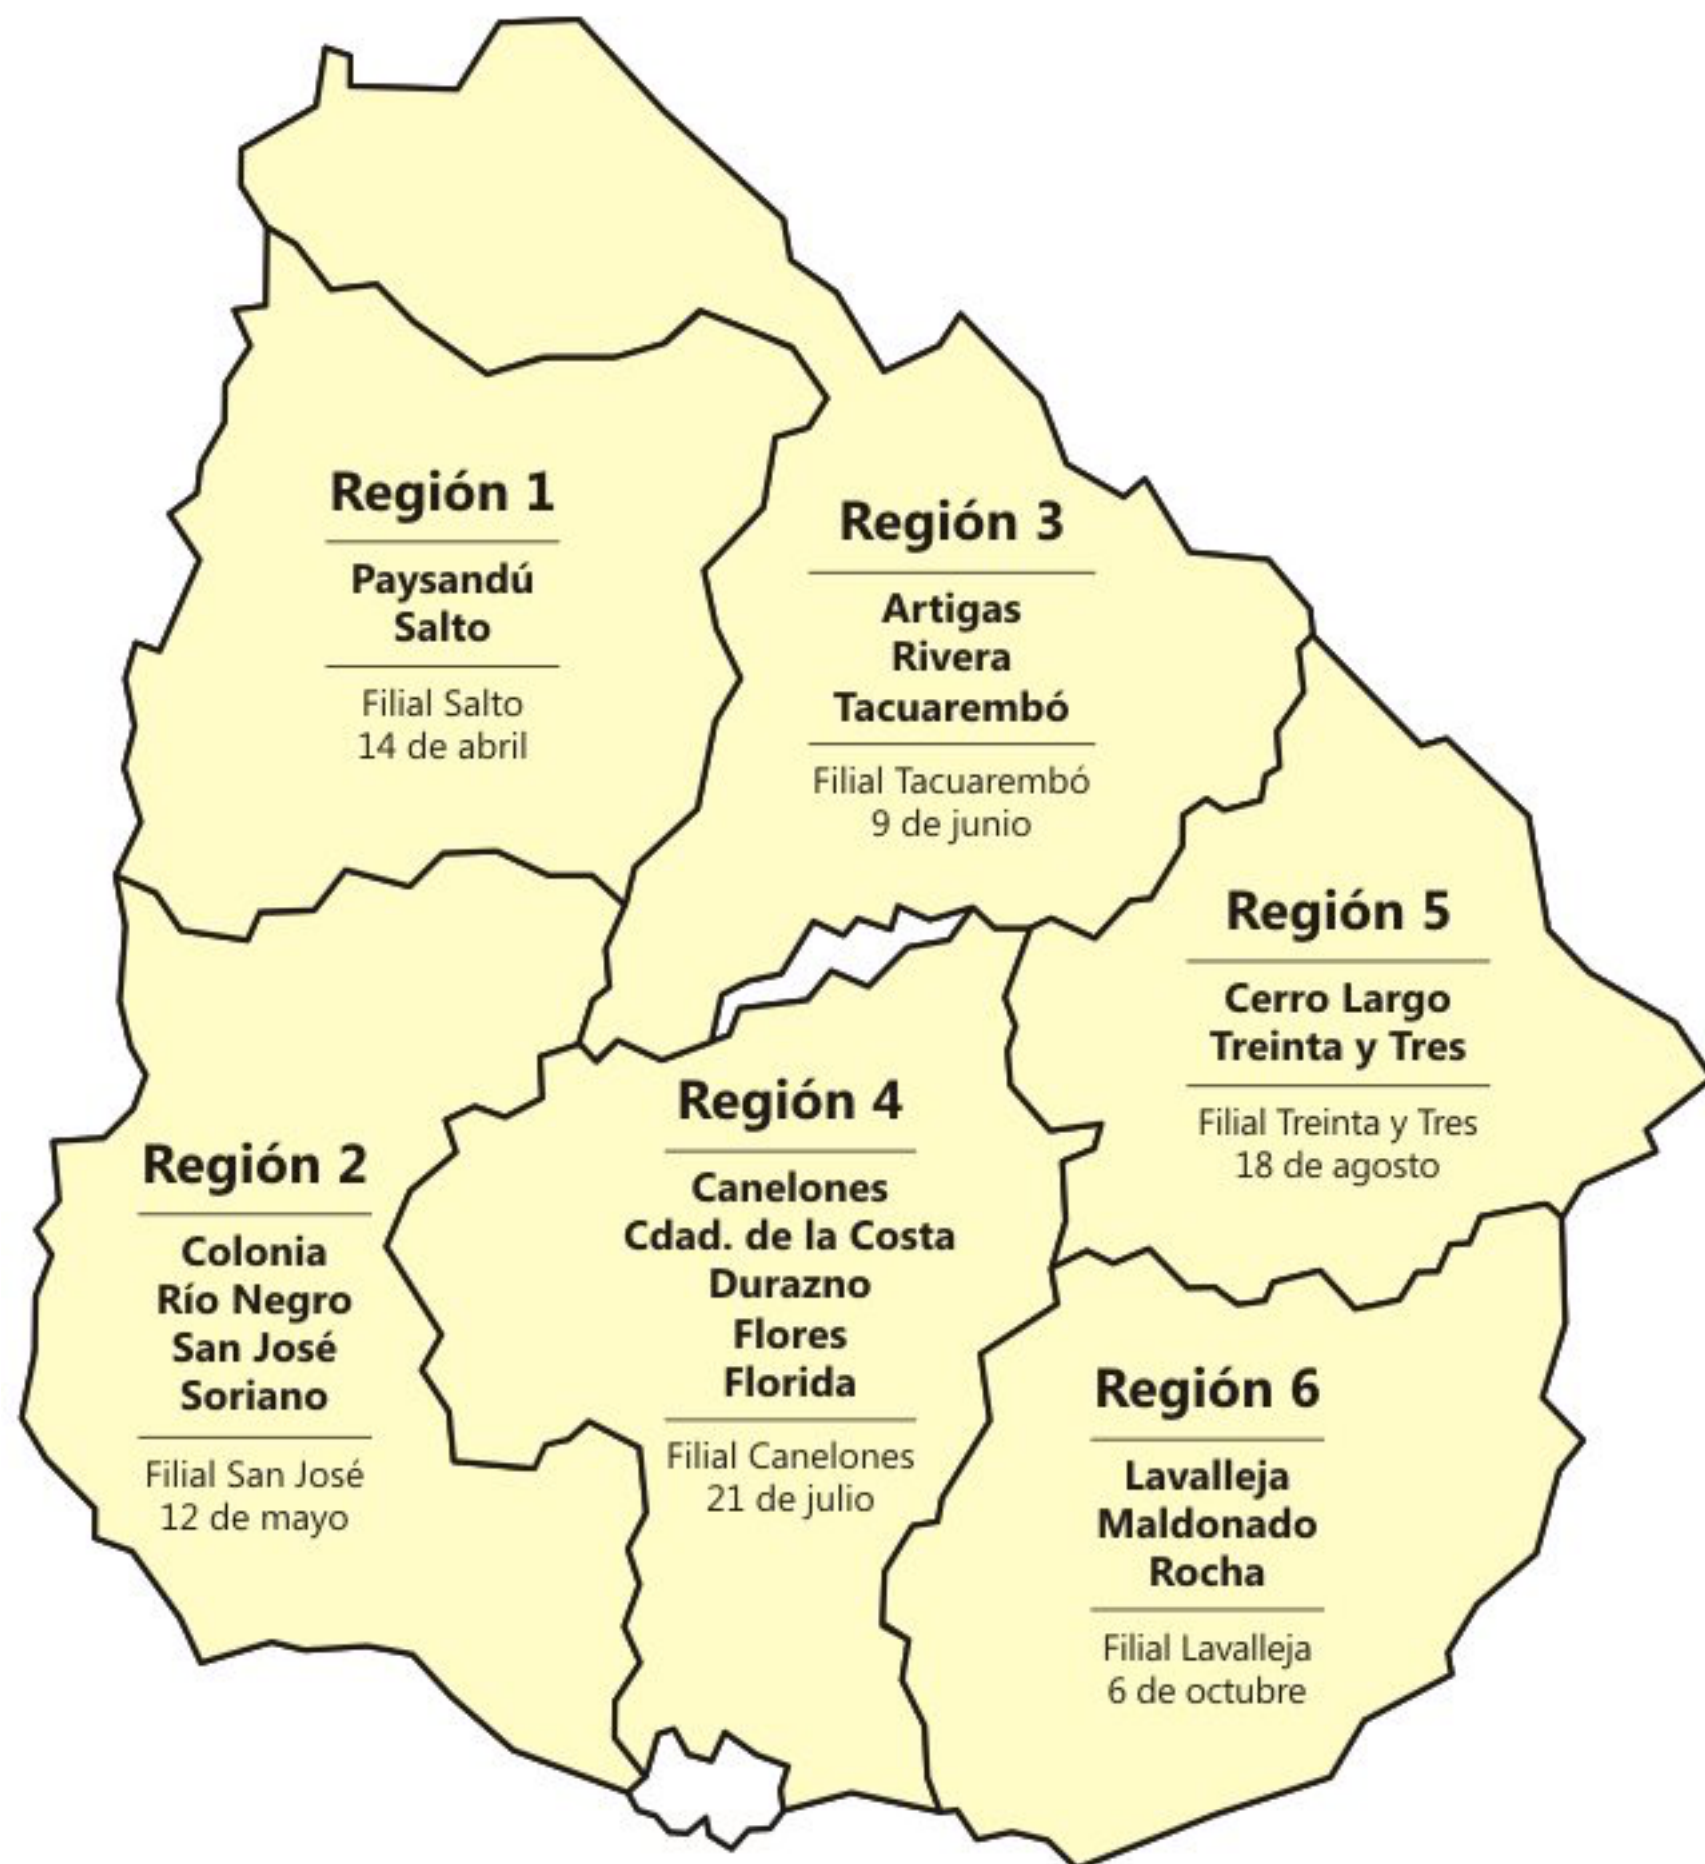 Región 1
Paysandú
Salto
Filial Salto
14 de abril
Región 3
Artigas
Rivera
Tacuarembó
Filial Tacuarembó
9 de junio
Región 5
Cerro Largo
Treinta y Tres
Filial Treinta y Tres
18 de agosto
Región 4
Canelones
Cdad. de la Costa
Durazno
Flores
Florida
Filial Canelones
21 de julio
Región 2
Colonia
Río Negro
San José
Soriano
Filial San José
12 de mayo
Región 6
Lavalleja
Maldonado
Rocha
Filial Lavalleja
6 de octubre